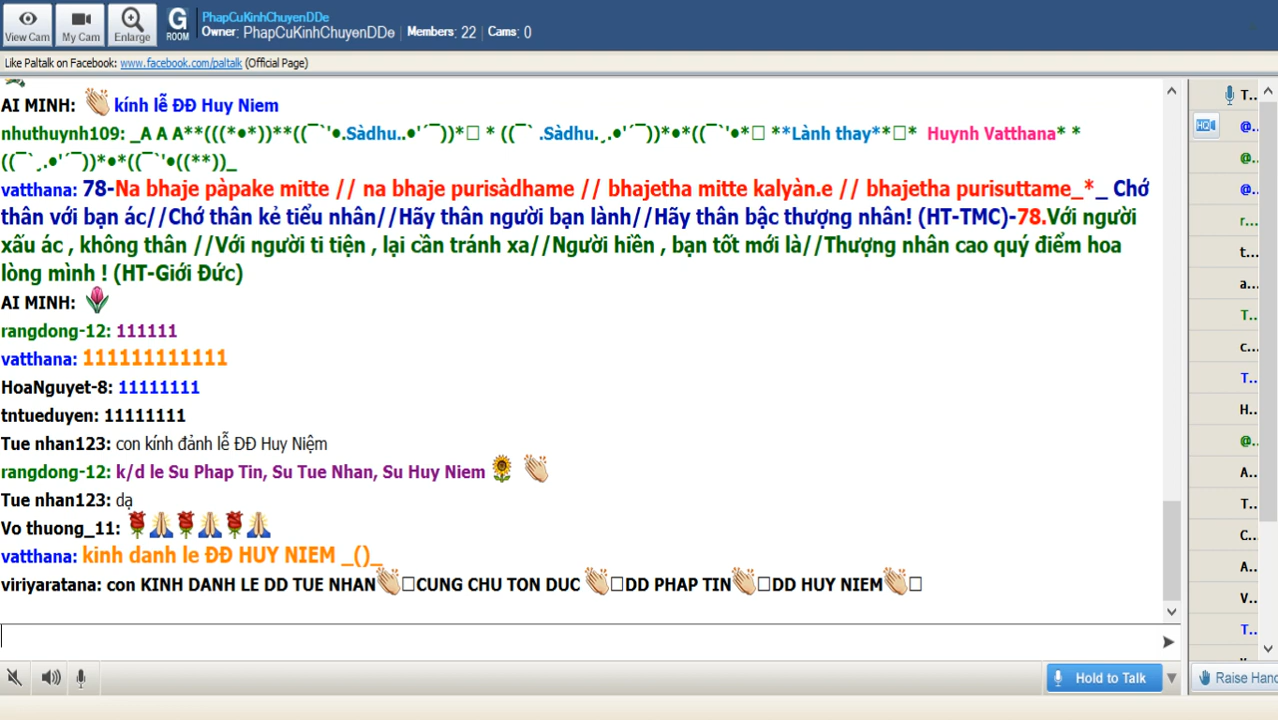 PhapCuKinhChuyenDDe
Owner: PhapCuKinhChuyenDDe Members: 22 Cams: 0
View Cam My Cam Enlarge G ROOM
Like Paltalk on Facebook: www.facebook.com/paltalk (Official Page)
AI MINH: 👏 kính lễ ĐĐ Huy Niem
nhuthuynh109: _A A A**(((*•*))**((¯`'•.Sàdhu..•'´¯))*□ * ((¯` .Sàdhu.¸.•'´¯))*•*((¯`'•*□ **Lành thay**□* Huynh Vatthana* *
((¯`¸.•'´¯))*•*((¯`'•((**))_
vatthana: 78-Na bhaje pàpake mitte // na bhaje purisàdhame // bhajetha mitte kalyàn.e // bhajetha purisuttame_*_ Chớ
thân với bạn ác//Chớ thân kẻ tiểu nhân//Hãy thân người bạn lành//Hãy thân bậc thượng nhân! (HT-TMC)-78.Với người
xấu ác , không thân //Với người ti tiện , lại cần tránh xa//Người hiền , bạn tốt mới là//Thượng nhân cao quý điểm hoa
lòng mình ! (HT-Giới Đức)
AI MINH: 🌷
rangdong-12: 111111
vatthana: 111111111111
HoaNguyet-8: 11111111
tntueduyen: 11111111
Tue nhan123: con kính đảnh lễ ĐĐ Huy Niệm
rangdong-12: k/d le Su Phap Tin, Su Tue Nhan, Su Huy Niem 🌻 👏
Tue nhan123: dạ
Vo thuong_11: 🌹🙏🌹🙏🌹🙏
vatthana: kinh danh le ĐĐ HUY NIEM _()_
viriyaratana: con KINH DANH LE DD TUE NHAN👏□CUNG CHU TON DUC 👏□DD PHAP TIN👏□DD HUY NIEM👏□
T..
@..
@..
@..
r...
t...
a...
T...
c...
T..
H..
@..
A..
T..
C..
A..
V..
T..
Hold to Talk
Raise Hand